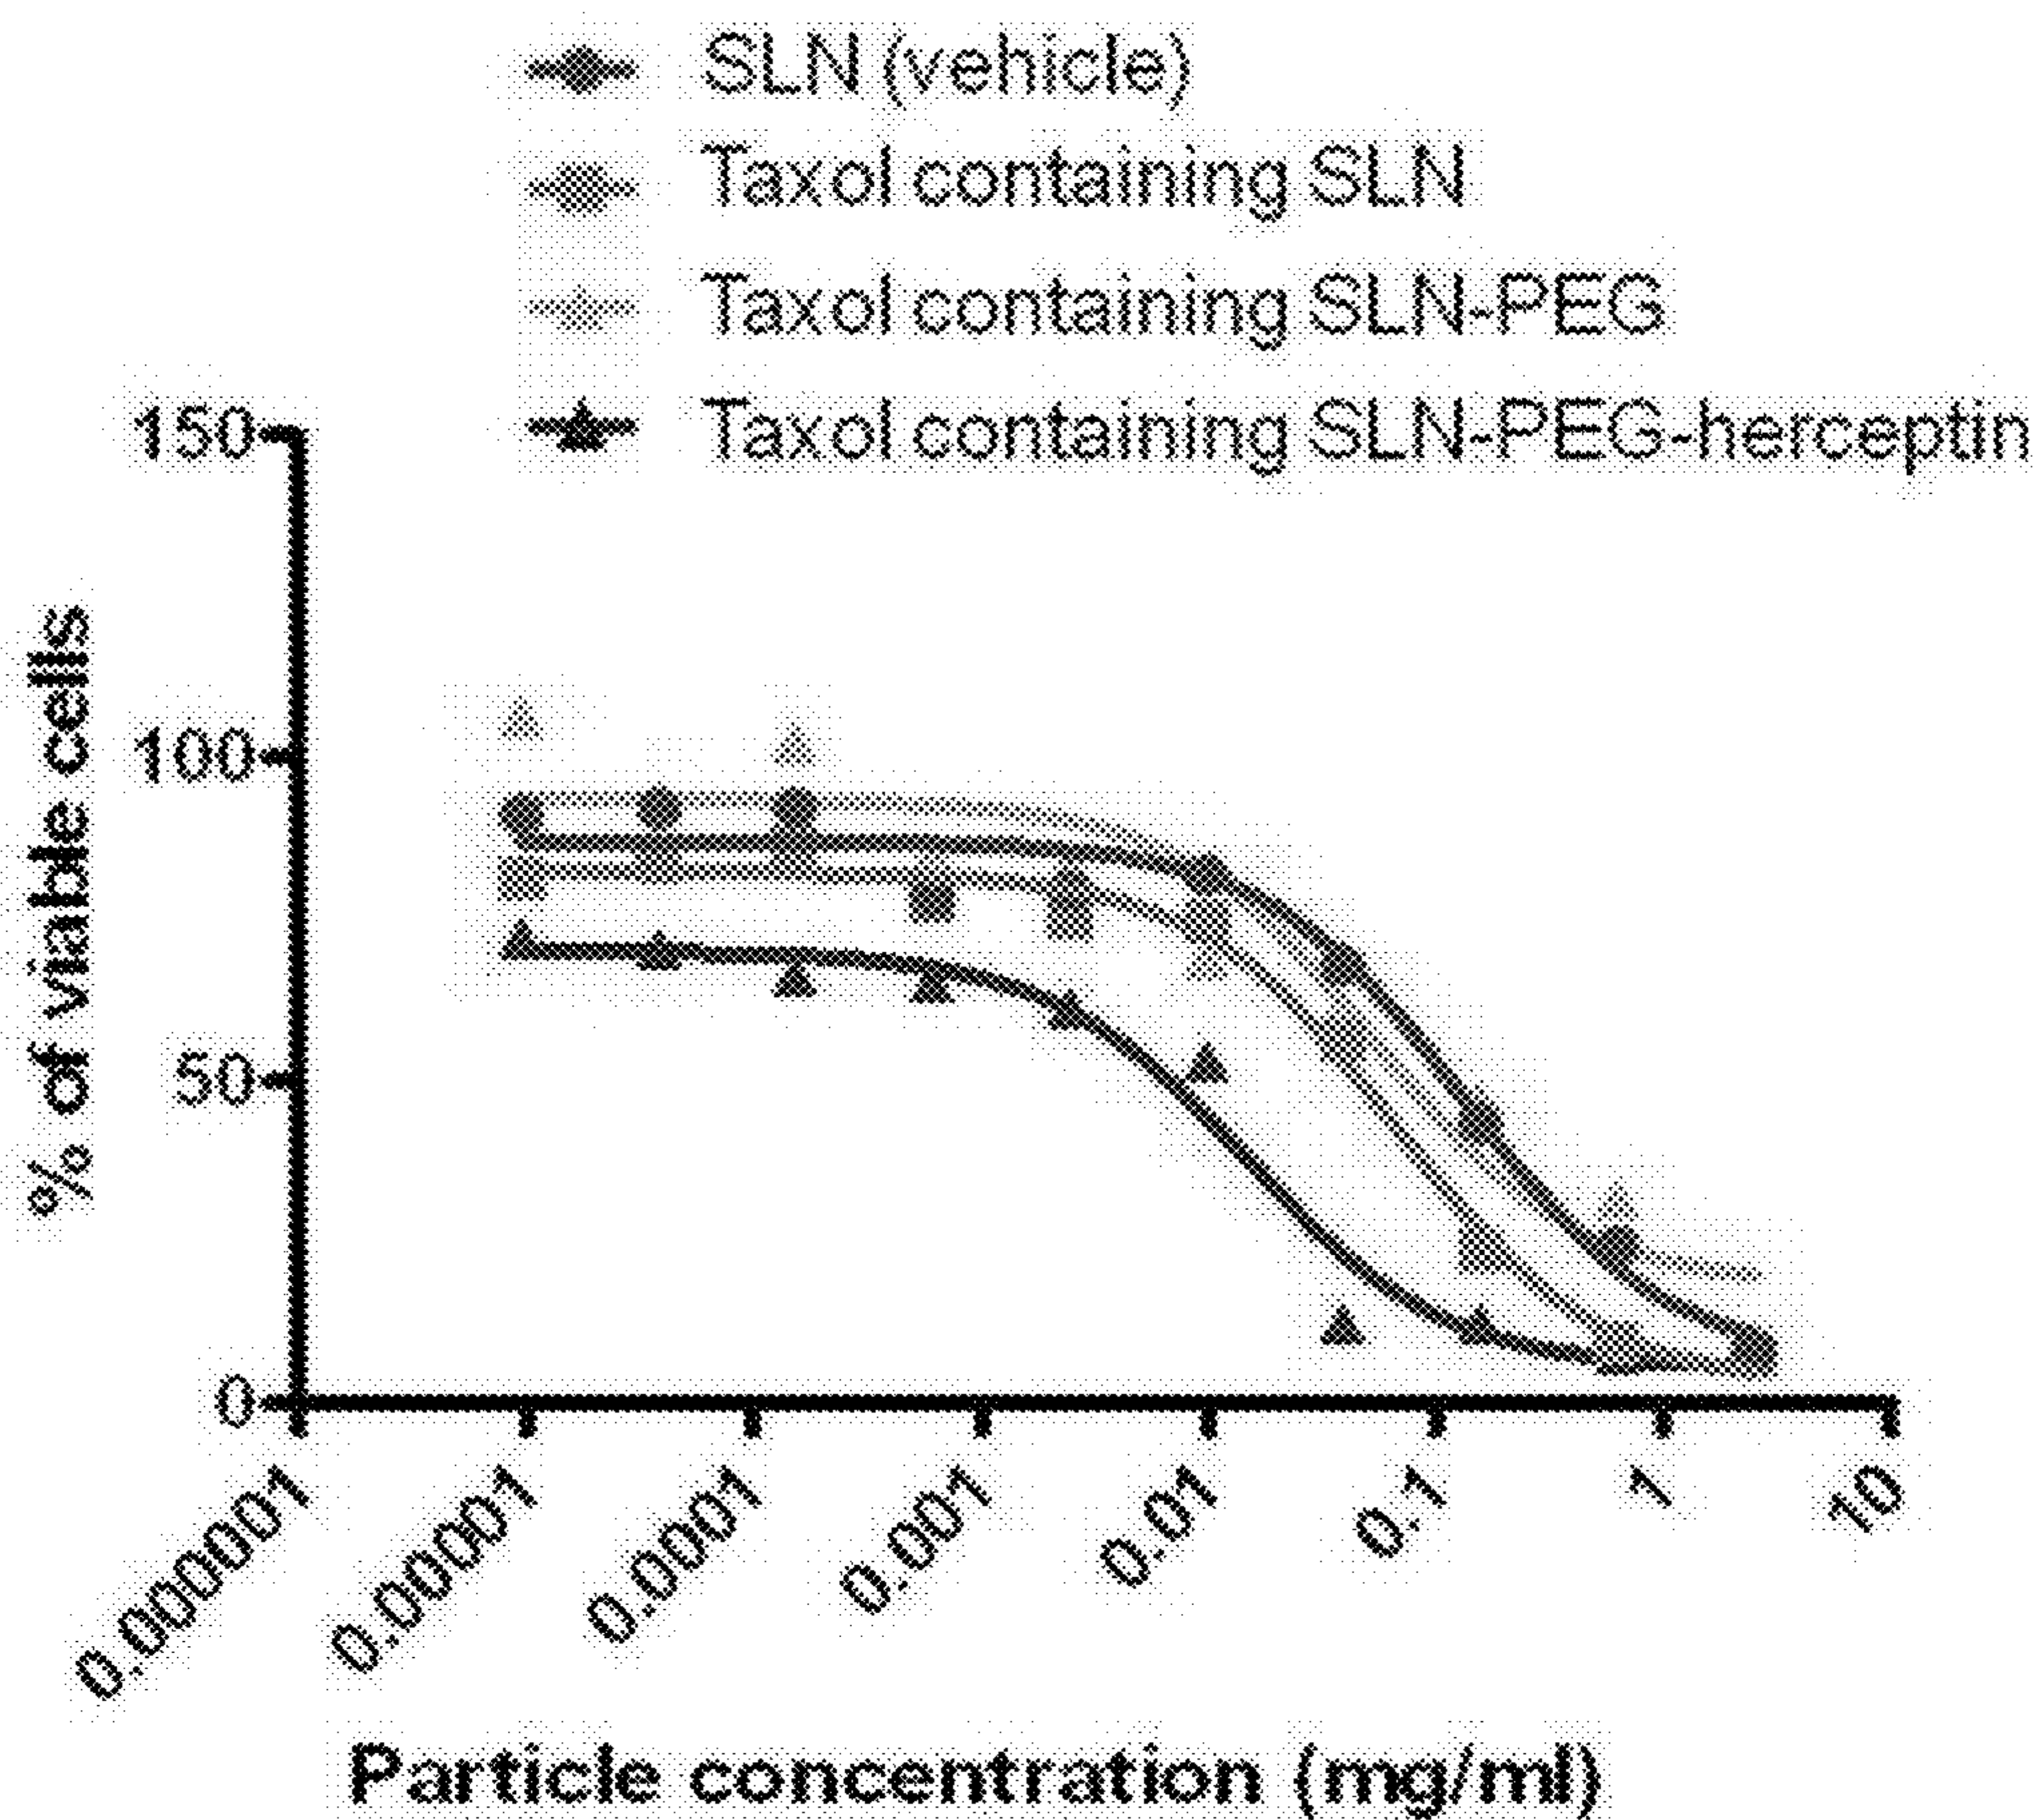 SLN (vehicle)
Taxol containing SLN
Taxol containing SLN-PEG
Taxol containing SLN-PEG-herceptin
150
100
50
0
% of viable cells
0.000001
0.00001
0.0001
0.001
0.01
0.1
1
10
Particle concentration (mg/ml)